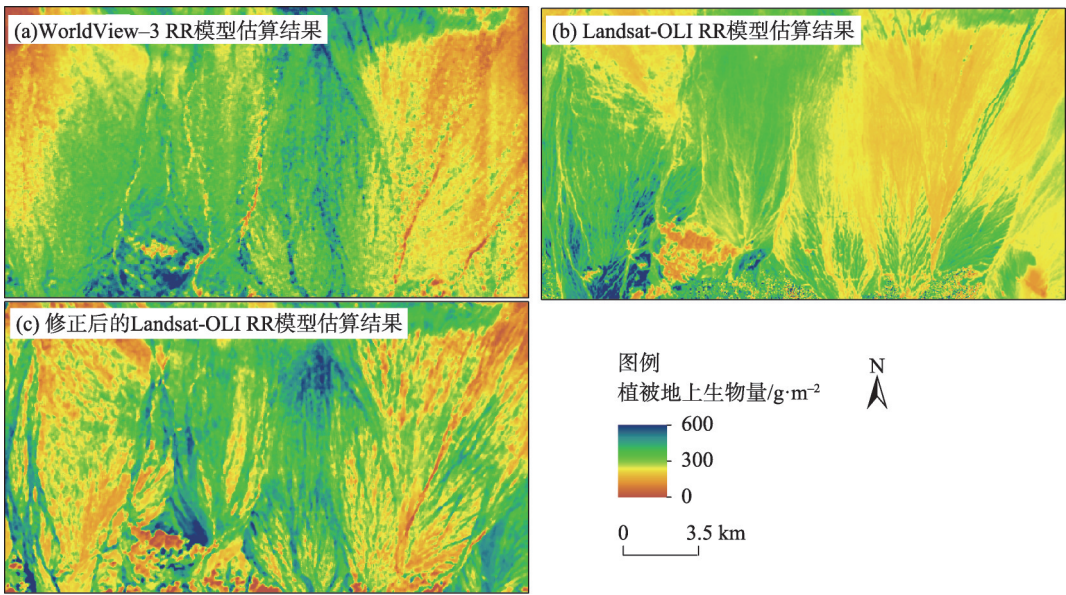 (a)WorldView–3 RR模型估算结果
(b) Landsat-OLI RR模型估算结果
(c) 修正后的Landsat-OLI RR模型估算结果
图例
植被地上生物量/g·m⁻²
600
300
0
N
0 3.5 km